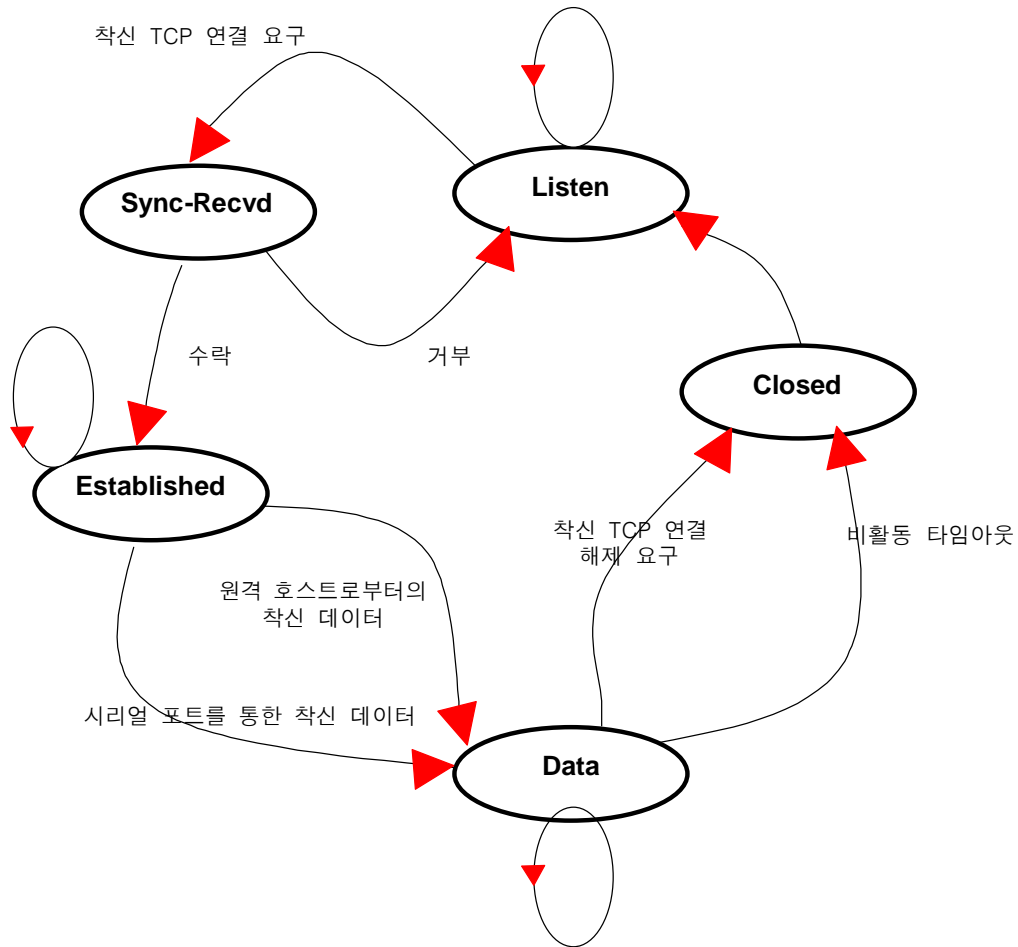 착신 TCP 연결 요구
Listen
Sync-Recvd
수락
거부
Closed
Established
착신 TCP 연결
해제 요구
비활동 타임아웃
원격 호스트로부터의
착신 데이터
시리얼 포트를 통한 착신 데이터
Data